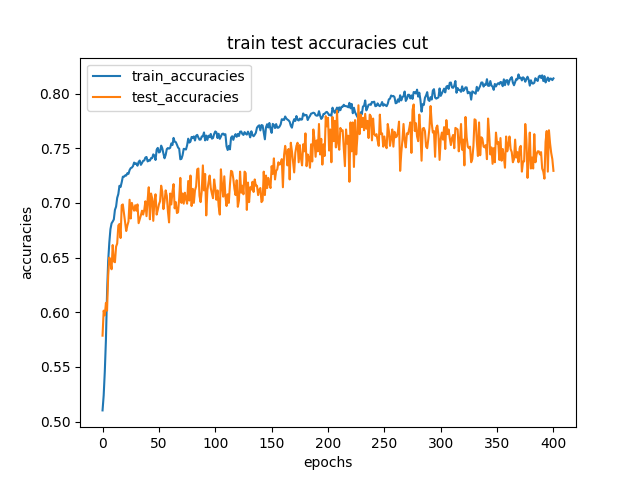 train test accuracies cut
train_accuracies
test_accuracies
0.80
0.75
0.70
0.65
0.60
0.55
0.50
accuracies
0 50 100 150 200 250 300 350 400
epochs